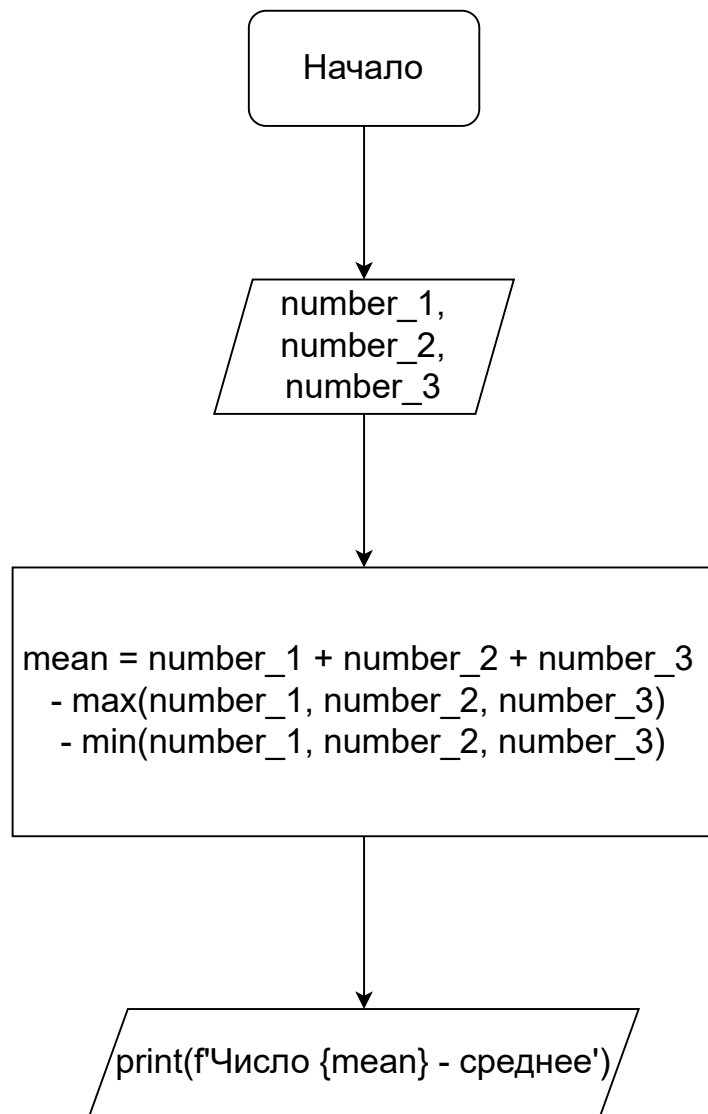 Начало
number_1,
number_2,
number_3
mean = number_1 + number_2 + number_3
- max(number_1, number_2, number_3)
- min(number_1, number_2, number_3)
print(f'Число {mean} - среднее')